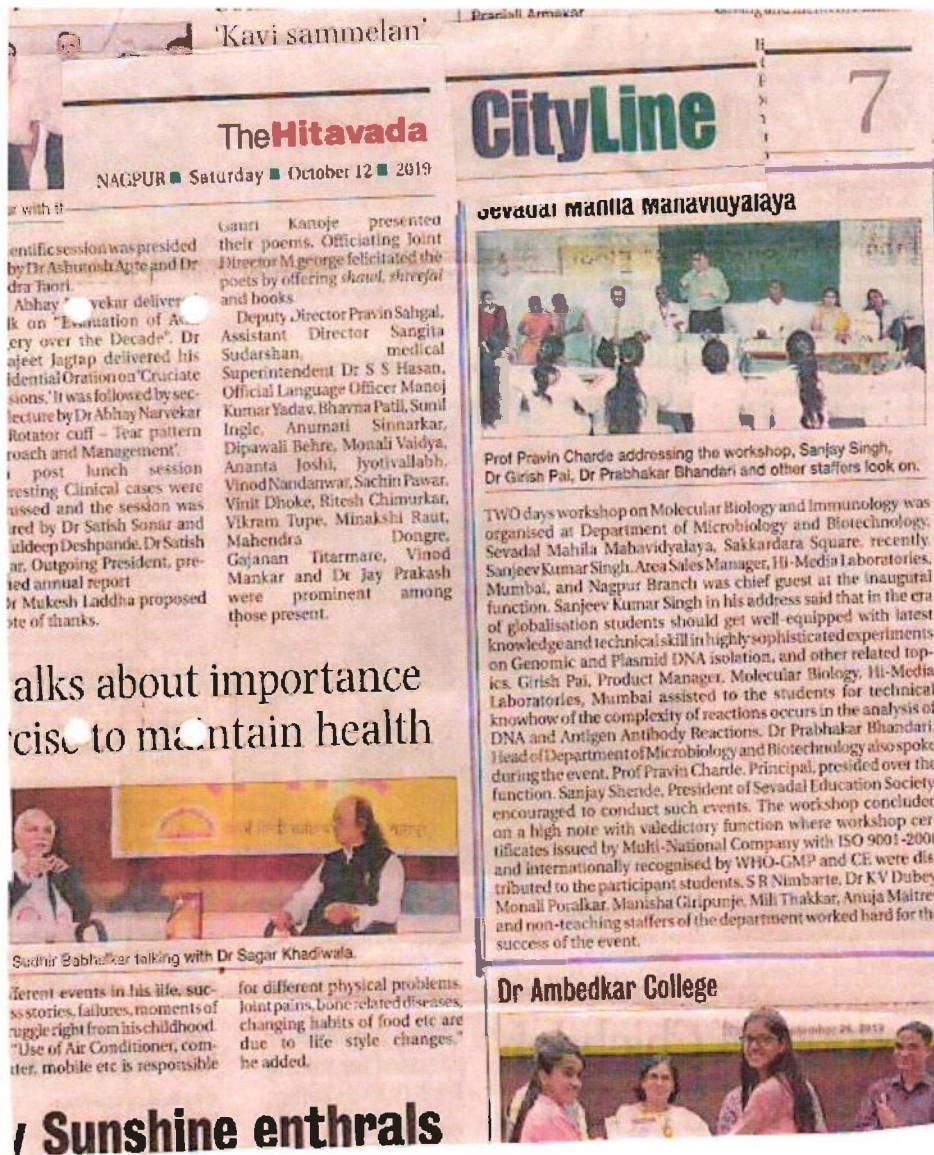 'Kavi sammelan'
Pranjali Armakar
TheHitavada
NAGPUR Saturday October 12 2019
CityLine
7
ar with th
entific session was presided
by Dr Ashutosh Apte and Dr
dra Taori.
Abhay vekar deliver
lk on "Evaluation of
ery over the Decade". Dr
ajeet Jagtap delivered his
idential Oration on 'Cruciate
sions.' It was followed by sec-
lecture by Dr Abhay Narvekar
Rotator cuff – Tear pattern
roach and Management'.
post lunch session
resting Clinical cases were
ussed and the session was
ired by Dr Satish Sonar and
uldeep Deshpande. Dr Satish
ar, Outgoing President, pre-
ned annual report
Dr Mukesh Laddha proposed
ote of thanks.
Gauri Kanoje presented
their poems. Officiating Joint
Director M george felicitated the
poets by offering shawl, shreefal
and books.
Deputy Director Pravin Sahgal,
Assistant Director Sangita
Sudarshan, medical
Superintendent Dr S S Hasan,
Official Language Officer Manoj
Kumar Yadav, Bhavna Patil, Sunil
Ingle, Anumati Sinnarkar,
Dipawali Behre, Monali Vaidya,
Ananta Joshi, Jyotivallabh,
Vinod Nandanwar, Sachin Pawar,
Vinit Dhoke, Ritesh Chimurkar,
Vikram Tupe, Minakshi Raut,
Mahendra Dongre,
Gajanan Titarmare, Vinod
Mankar and Dr Jay Prakash
were prominent among
those present.
alks about importance
rcise to maintain health
Sudhir Babhulkar talking with Dr Sagar Khadiwala.
fferent events in his life, suc-
ss stories, failures, moments of
ruggle right from his childhood.
"Use of Air Conditioner, com-
uter, mobile etc is responsible
for different physical problems.
Joint pains, bone related diseases,
changing habits of food etc are
due to life style changes,"
he added.
y Sunshine enthrals
Sevadal Mahila Mahavidyalaya
Prof Pravin Charde addressing the workshop, Sanjay Singh,
Dr Girish Pai, Dr Prabhakar Bhandari and other staffers look on.
TWO days workshop on Molecular Biology and Immunology was
organised at Department of Microbiology and Biotechnology,
Sevadal Mahila Mahavidyalaya, Sakkardara Square, recently.
Sanjeev Kumar Singh, Area Sales Manager, Hi-Media Laboratories,
Mumbai, and Nagpur Branch was chief guest at the inaugural
function. Sanjeev Kumar Singh in his address said that in the era
of globalisation students should get well-equipped with latest
knowledge and technical skill in highly sophisticated experiments
on Genomic and Plasmid DNA isolation, and other related top-
ics. Girish Pai, Product Manager, Molecular Biology, Hi-Media
Laboratories, Mumbai assisted to the students for technical
knowhow of the complexity of reactions occurs in the analysis of
DNA and Antigen Antibody Reactions. Dr Prabhakar Bhandari,
Head of Department of Microbiology and Biotechnology also spoke
during the event. Prof Pravin Charde, Principal, presided over the
function. Sanjay Shende, President of Sevadal Education Society
encouraged to conduct such events. The workshop concluded
on a high note with valedictory function where workshop cer-
tificates issued by Multi-National Company with ISO 9001-2008
and internationally recognised by WHO-GMP and CE were dis-
tributed to the participant students. S R Nimbarte, Dr KV Dubey,
Monali Poralkar, Manisha Giripunje, Mili Thakkar, Anuja Maitrey
and non-teaching staffers of the department worked hard for the
success of the event.
Dr Ambedkar College